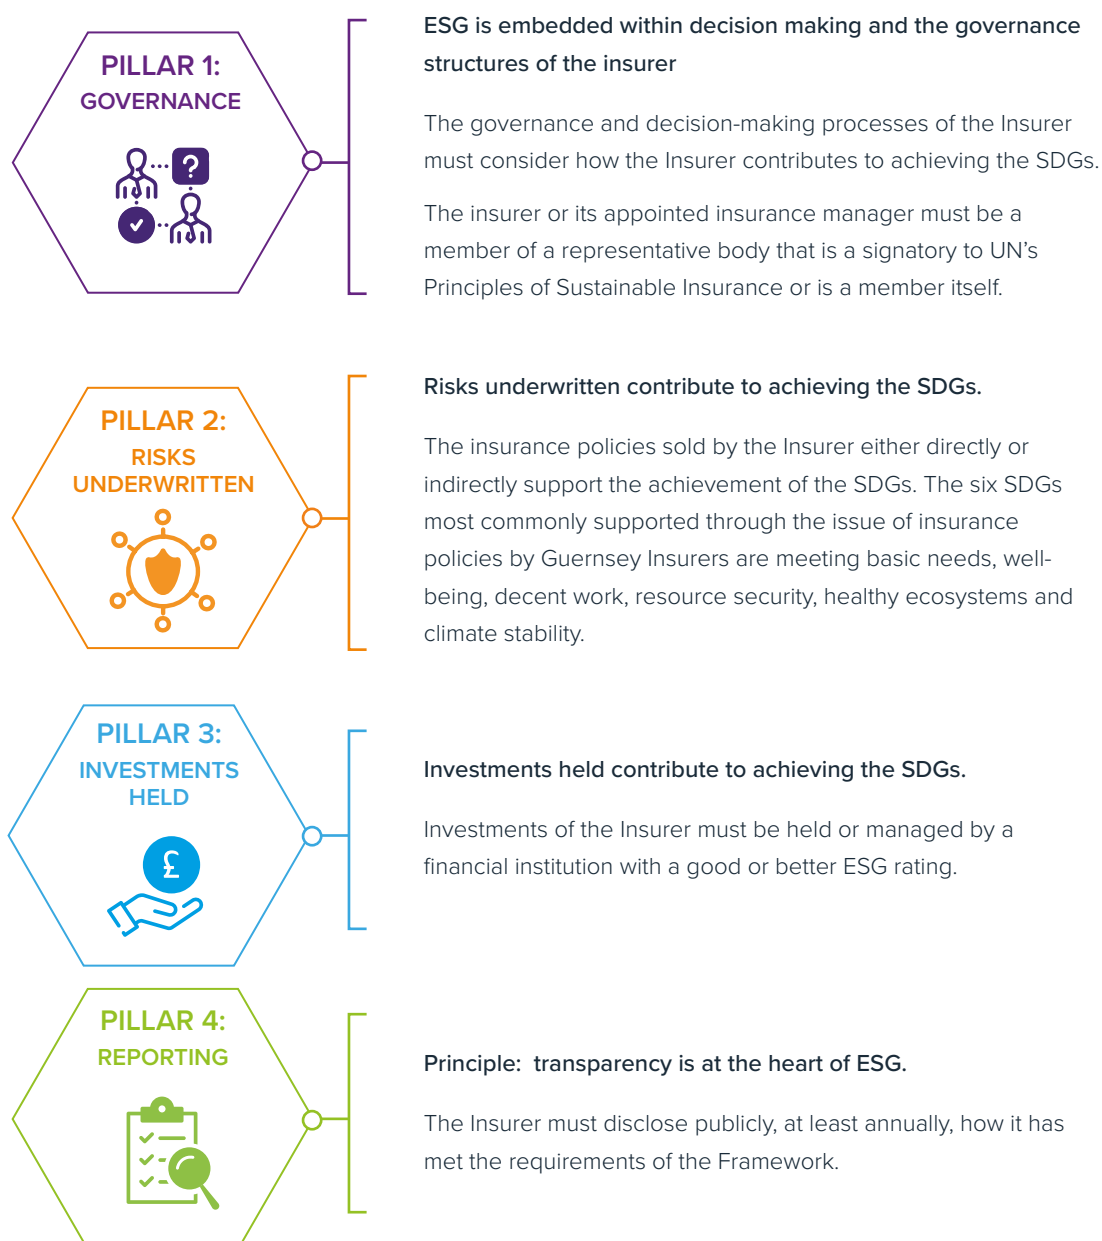 PILLAR 1:
GOVERNANCE
?
ESG is embedded within decision making and the governance
structures of the insurer
The governance and decision-making processes of the Insurer
must consider how the Insurer contributes to achieving the SDGs.
The insurer or its appointed insurance manager must be a
member of a representative body that is a signatory to UN’s
Principles of Sustainable Insurance or is a member itself.
PILLAR 2:
RISKS
UNDERWRITTEN
Risks underwritten contribute to achieving the SDGs.
The insurance policies sold by the Insurer either directly or
indirectly support the achievement of the SDGs. The six SDGs
most commonly supported through the issue of insurance
policies by Guernsey Insurers are meeting basic needs, well-
being, decent work, resource security, healthy ecosystems and
climate stability.
PILLAR 3:
INVESTMENTS
HELD
£
Investments held contribute to achieving the SDGs.
Investments of the Insurer must be held or managed by a
financial institution with a good or better ESG rating.
PILLAR 4:
REPORTING
Principle:  transparency is at the heart of ESG.
The Insurer must disclose publicly, at least annually, how it has
met the requirements of the Framework.